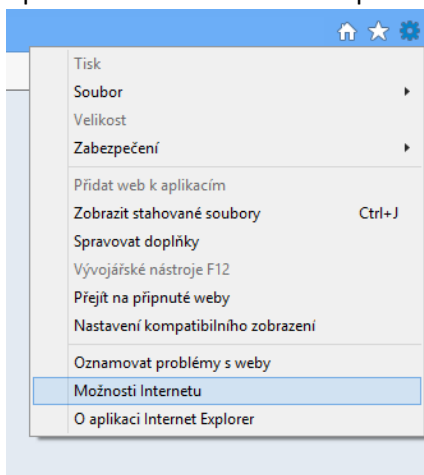 Tisk
Soubor
Velikost
Zabezpečení
Přidat web k aplikacím
Zobrazit stahované soubory Ctrl+J
Spravovat doplňky
Vývojářské nástroje F12
Přejít na připnuté weby
Nastavení kompatibilního zobrazení
Oznamovat problémy s weby
Možnosti Internetu
O aplikaci Internet Explorer